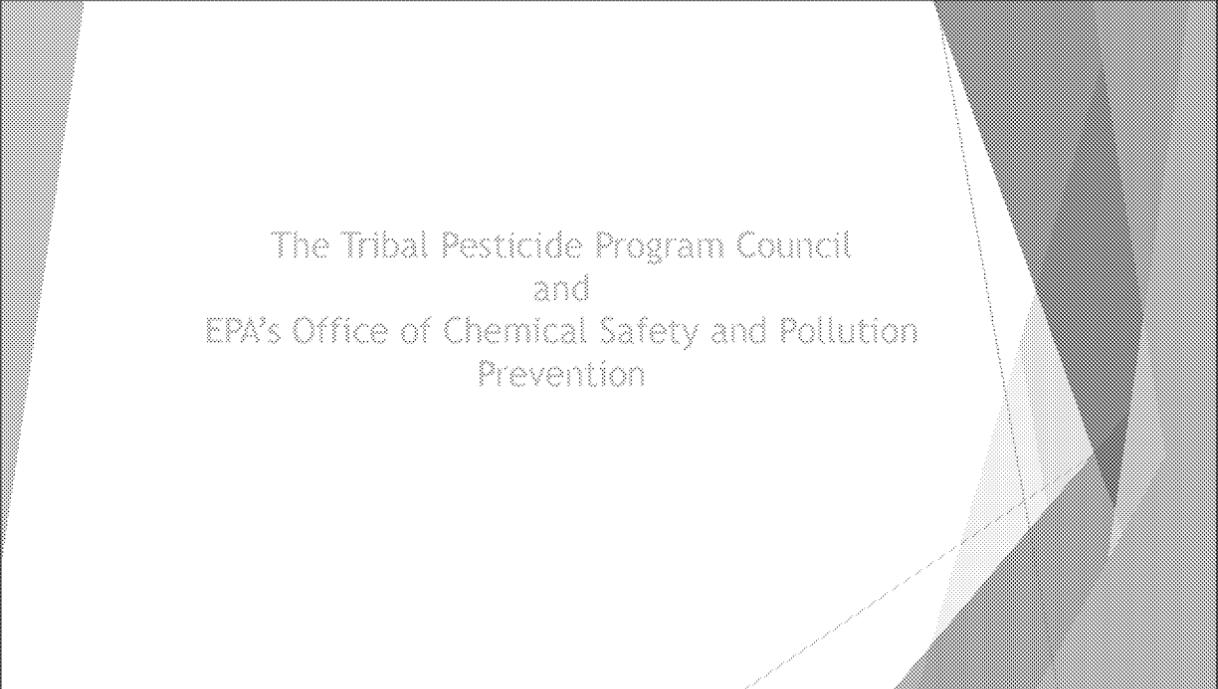 The Tribal Pesticide Program Council
and
EPA's Office of Chemical Safety and Pollution
Prevention